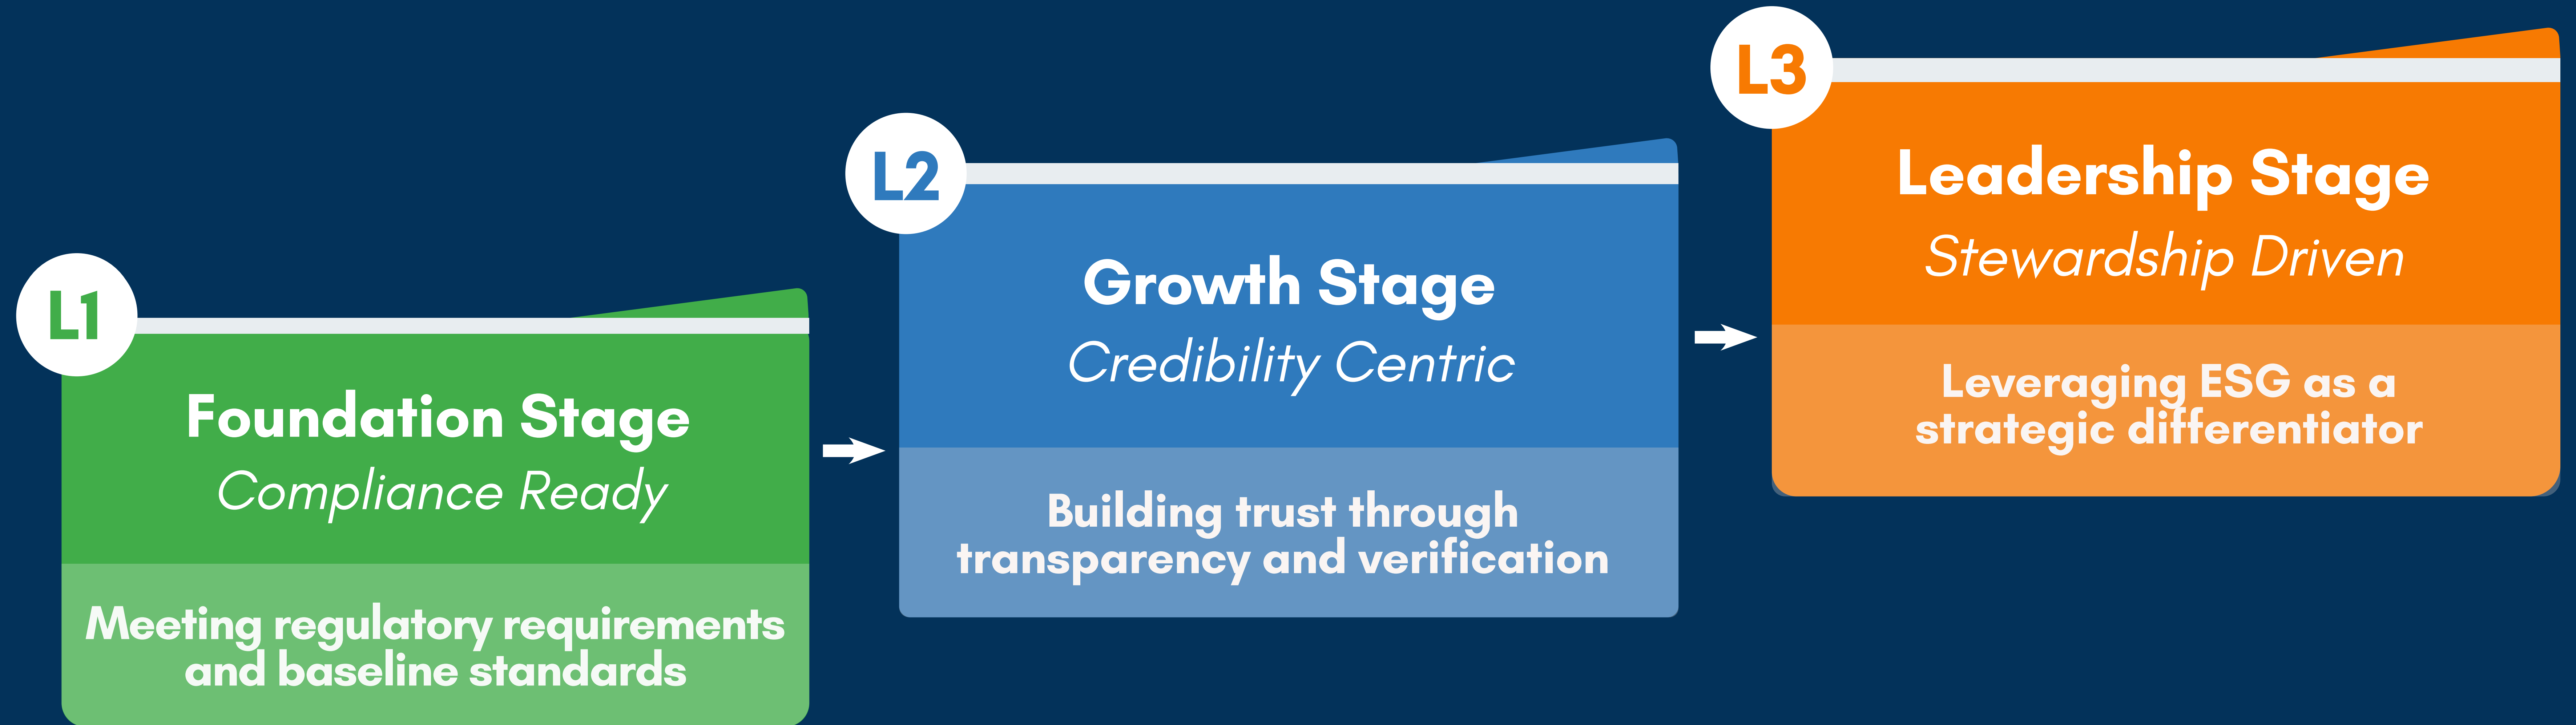 L1
Foundation Stage
Compliance Ready
Meeting regulatory requirements
and baseline standards
L2
Growth Stage
Credibility Centric
Building trust through
transparency and verification
L3
Leadership Stage
Stewardship Driven
Leveraging ESG as a
strategic differentiator